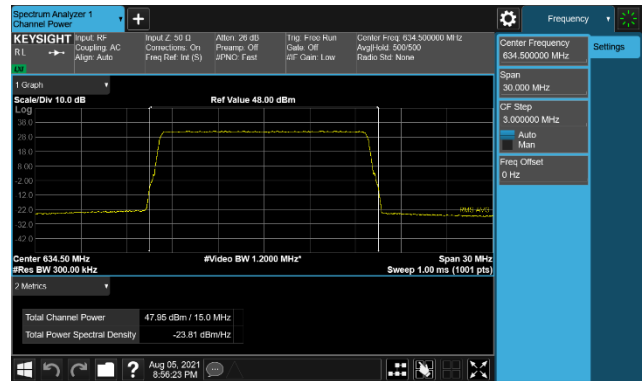 Spectrum Analyzer 1
Channel Power
+
Frequency
KEYSIGHT Input: RF
RL Coupling: AC
Align: Auto
Input Z: 50 Ω
Corrections: On
Freq Ref: Int (S)
Atten: 26 dB
Preamp: Off
#PNO: Fast
Trig: Free Run
Gate: Off
#IF Gain: Low
Center Freq: 634.500000 MHz
Avg|Hold: 500/500
Radio Std: None
Center Frequency
634.500000 MHz
Settings
Span
30.000 MHz
CF Step
3.000000 MHz
Auto
Man
Freq Offset
0 Hz
1 Graph
Scale/Div 10.0 dB
Ref Value 48.00 dBm
Log
38.0
28.0
18.0
8.00
-2.00
-12.0
-22.0
-32.0
-42.0
RMS AVG
Center 634.50 MHz
#Video BW 1.2000 MHz*
Span 30 MHz
#Res BW 300.00 kHz
Sweep 1.00 ms (1001 pts)
2 Metrics
Total Channel Power 47.95 dBm / 15.0 MHz
Total Power Spectral Density -23.81 dBm/Hz
?
Aug 05, 2021
8:56:23 PM